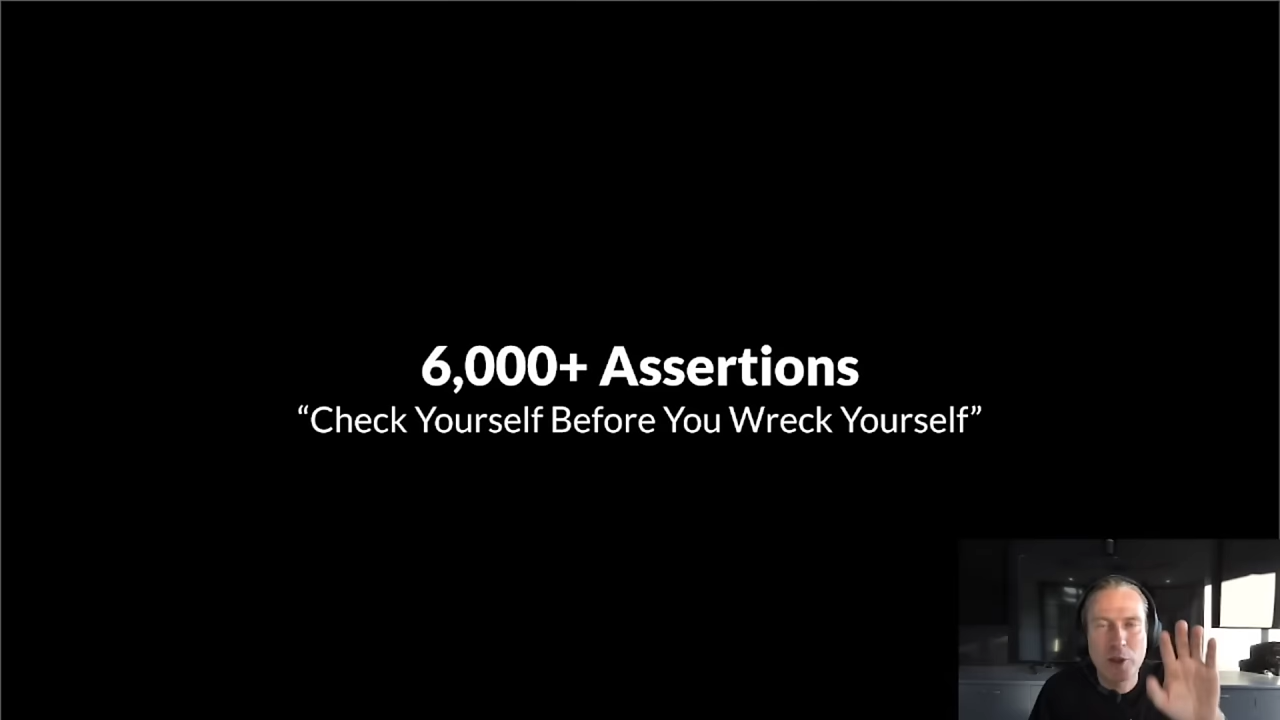 6,000+ Assertions
“Check Yourself Before You Wreck Yourself”